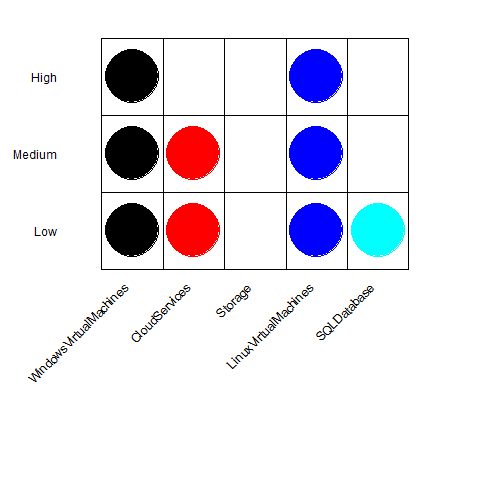 High
Medium
Low
WindowsVirtualMachines
CloudServices
Storage
LinuxVirtualMachines
SQLDatabase